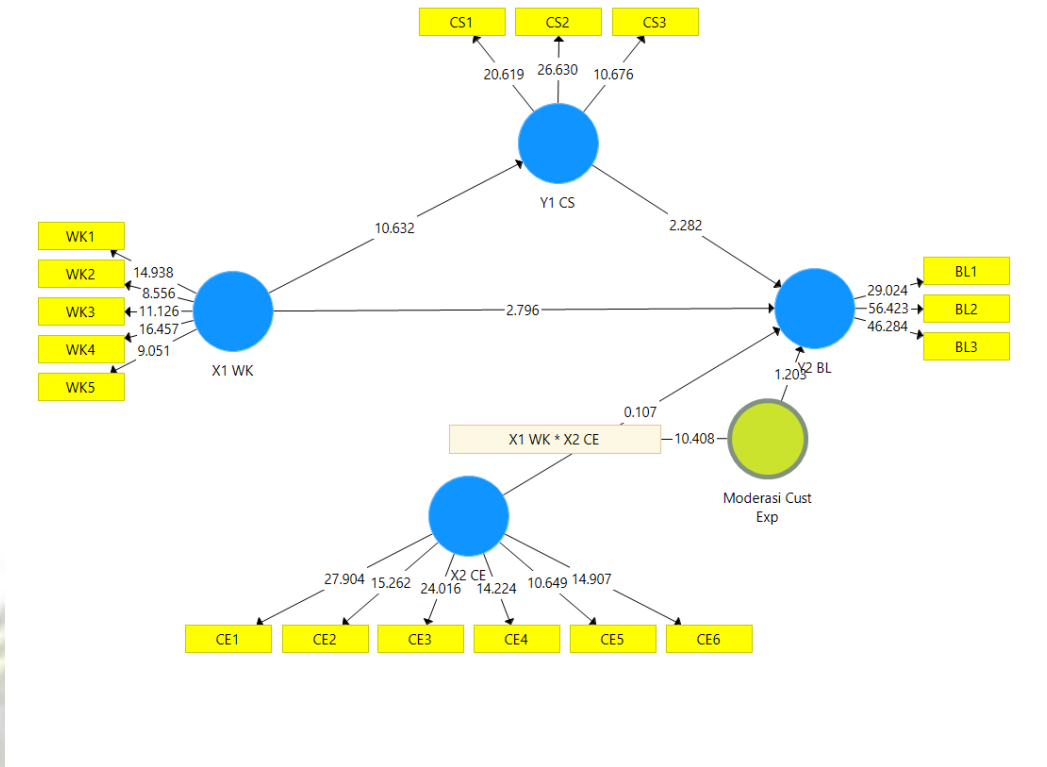 CS1
CS2
CS3
20.619
26.630
10.676
Y1 CS
10.632
2.282
WK1
WK2
WK3
WK4
WK5
14.938
8.556
11.126
16.457
9.051
X1 WK
2.796
BL1
BL2
BL3
29.024
56.423
46.284
Y2 BL
1.203
0.107
X1 WK * X2 CE
10.408
Moderasi Cust
Exp
X2 CE
27.904
15.262
24.016
14.224
10.649
14.907
CE1
CE2
CE3
CE4
CE5
CE6